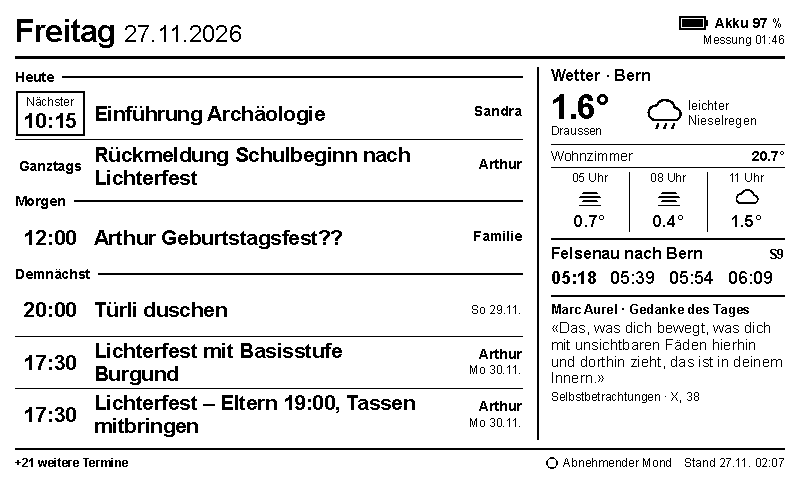 Freitag 27.11.2026
Akku 97 %
Messung 01:46
Heute
Nächster
10:15
Einführung Archäologie
Sandra
Ganztags
Rückmeldung Schulbeginn nach
Lichterfest
Arthur
Morgen
12:00
Arthur Geburtstagsfest??
Familie
Demnächst
20:00
Türli duschen
So 29.11.
17:30
Lichterfest mit Basisstufe
Burgund
Arthur
Mo 30.11.
17:30
Lichterfest – Eltern 19:00, Tassen
mitbringen
Arthur
Mo 30.11.
Wetter · Bern
1.6°
Draussen
leichter
Nieselregen
Wohnzimmer 20.7°
05 Uhr 08 Uhr 11 Uhr
0.7° 0.4° 1.5°
Felsenau nach Bern S9
05:18 05:39 05:54 06:09
Marc Aurel · Gedanke des Tages
«Das, was dich bewegt, was dich
mit unsichtbaren Fäden hierhin
und dorthin zieht, das ist in deinem
Innern.»
Selbstbetrachtungen · X, 38
+21 weitere Termine
Abnehmender Mond Stand 27.11. 02:07